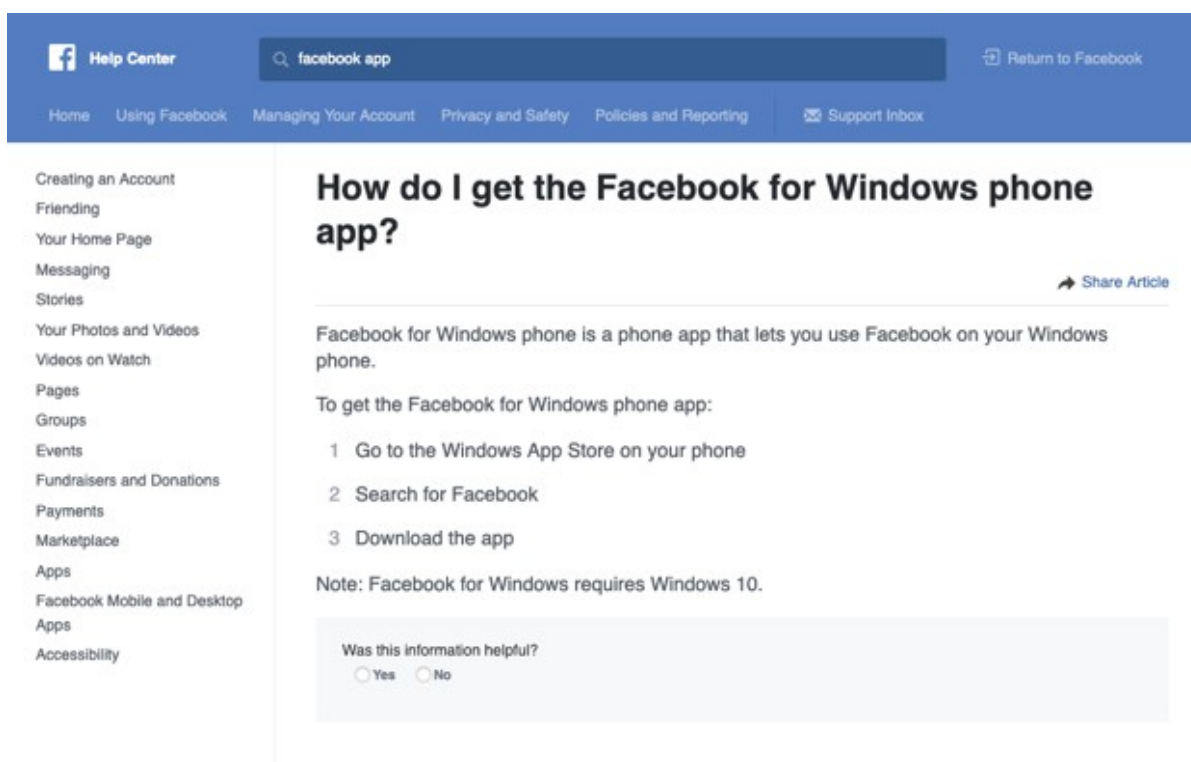 Help Center
facebook app
Return to Facebook
Home Using Facebook Managing Your Account Privacy and Safety Policies and Reporting Support Inbox
Creating an Account
Friending
Your Home Page
Messaging
Stories
Your Photos and Videos
Videos on Watch
Pages
Groups
Events
Fundraisers and Donations
Payments
Marketplace
Apps
Facebook Mobile and Desktop
Apps
Accessibility
How do I get the Facebook for Windows phone
app?
Share Article
Facebook for Windows phone is a phone app that lets you use Facebook on your Windows
phone.
To get the Facebook for Windows phone app:
1 Go to the Windows App Store on your phone
2 Search for Facebook
3 Download the app
Note: Facebook for Windows requires Windows 10.
Was this information helpful?
Yes No